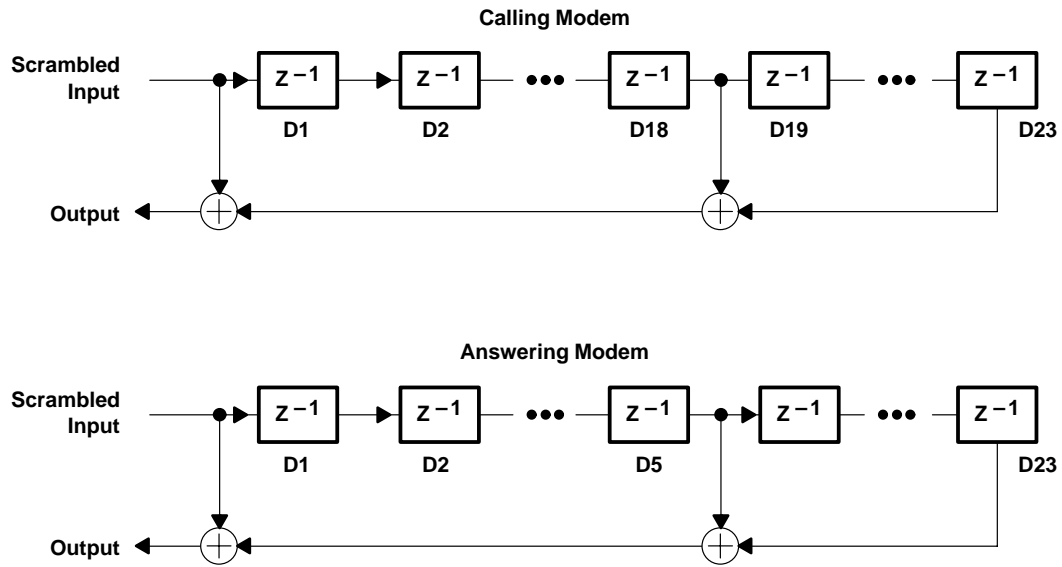 Calling Modem
Scrambled
Input
z −1 z −1 z −1 z −1 z −1
D1 D2 D18 D19 D23
Output
Answering Modem
Scrambled
Input
z −1 z −1 z −1 z −1 z −1
D1 D2 D5 D23
Output